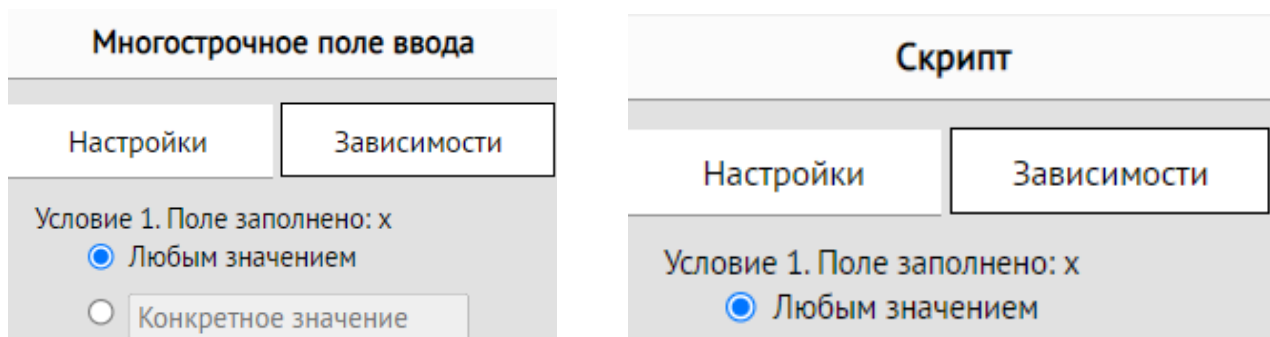 Многострочное поле ввода
Настройки
Зависимости
Условие 1. Поле заполнено: x
Любым значением
Конкретное значение
Скрипт
Настройки
Зависимости
Условие 1. Поле заполнено: x
Любым значением